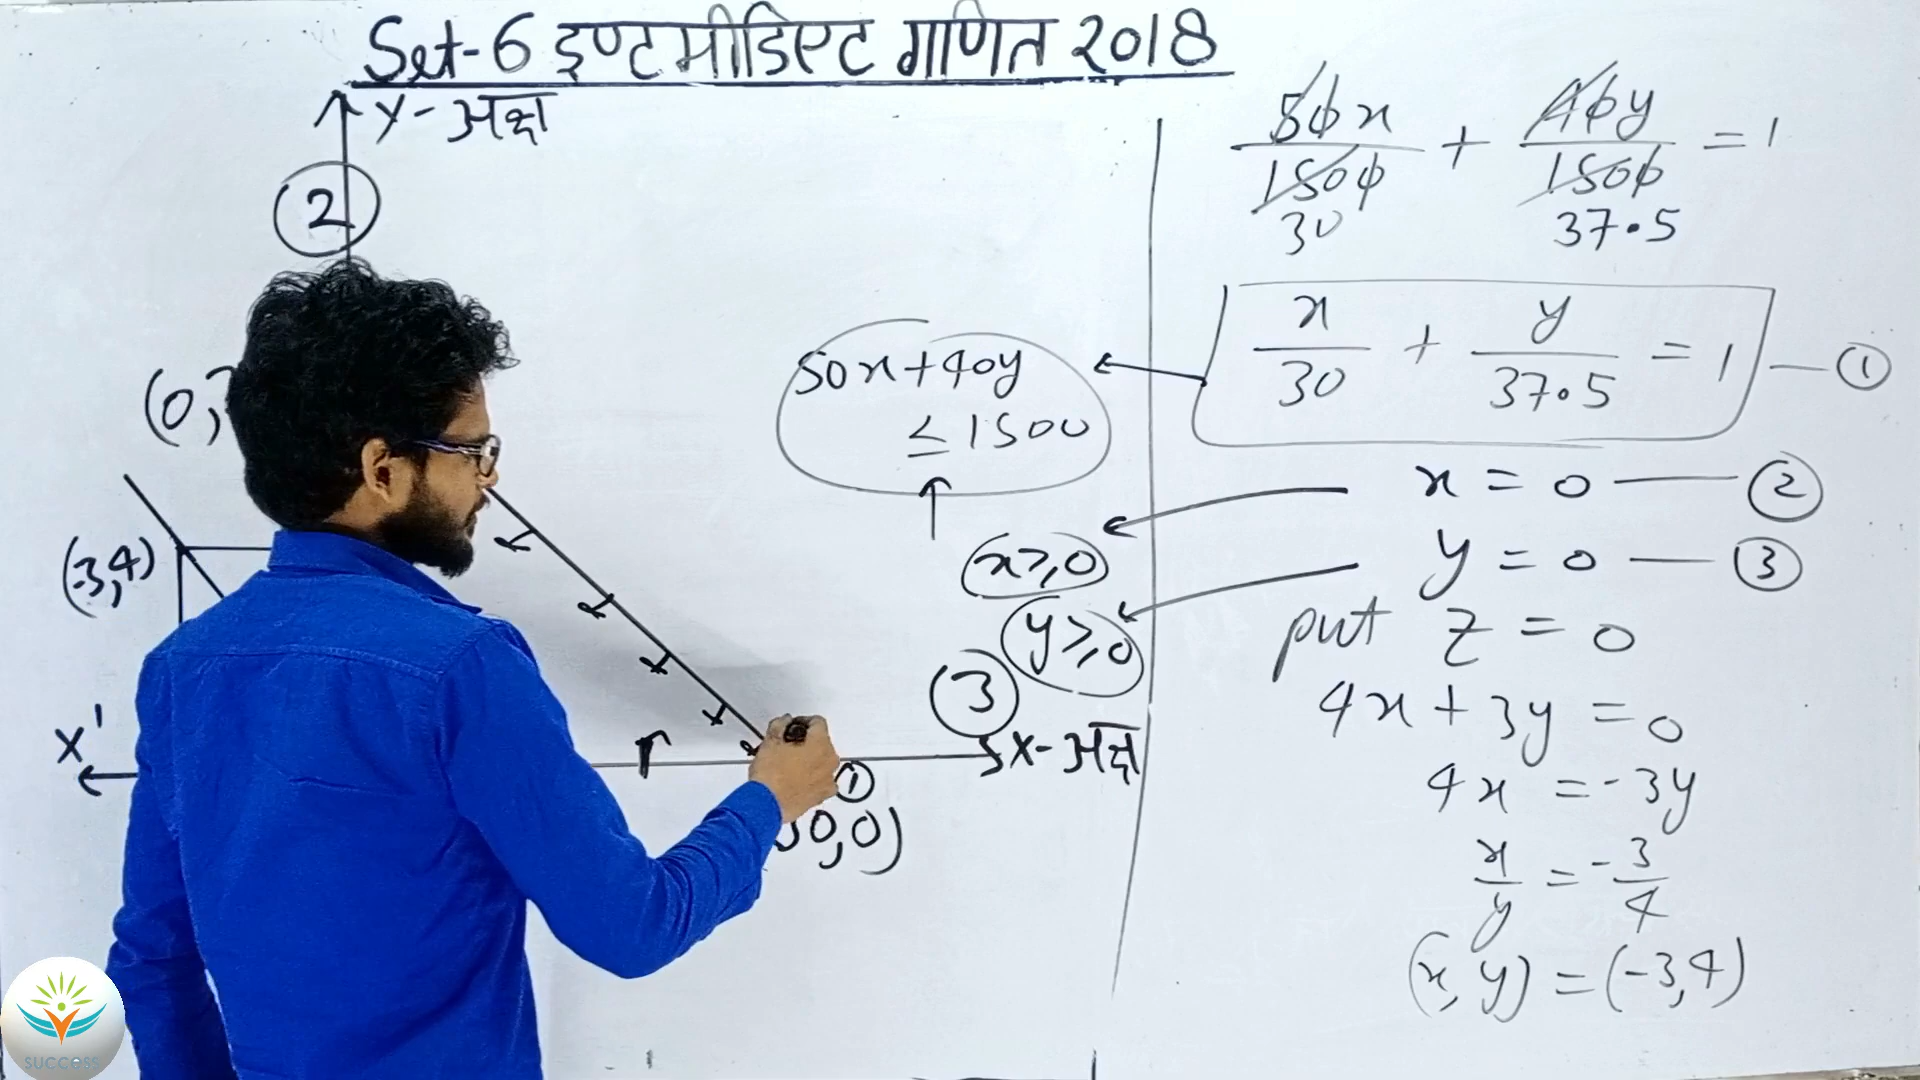 Set-6 इण्टरमीडिएट गणित 2018
Y-अक्ष
②
(0,
(-3,4)
X'
50x+40y
≤ 1500
x≥0
y≥0
③
X-अक्ष
①
0,0)
50x/1500 + 40y/1500 = 1
30 37.5
x/30 + y/37.5 = 1 — ①
x = 0 — ②
y = 0 — ③
put z = 0
4x + 3y = 0
4x = -3y
x/y = -3/4
(x, y) = (-3,4)
SUCCESS